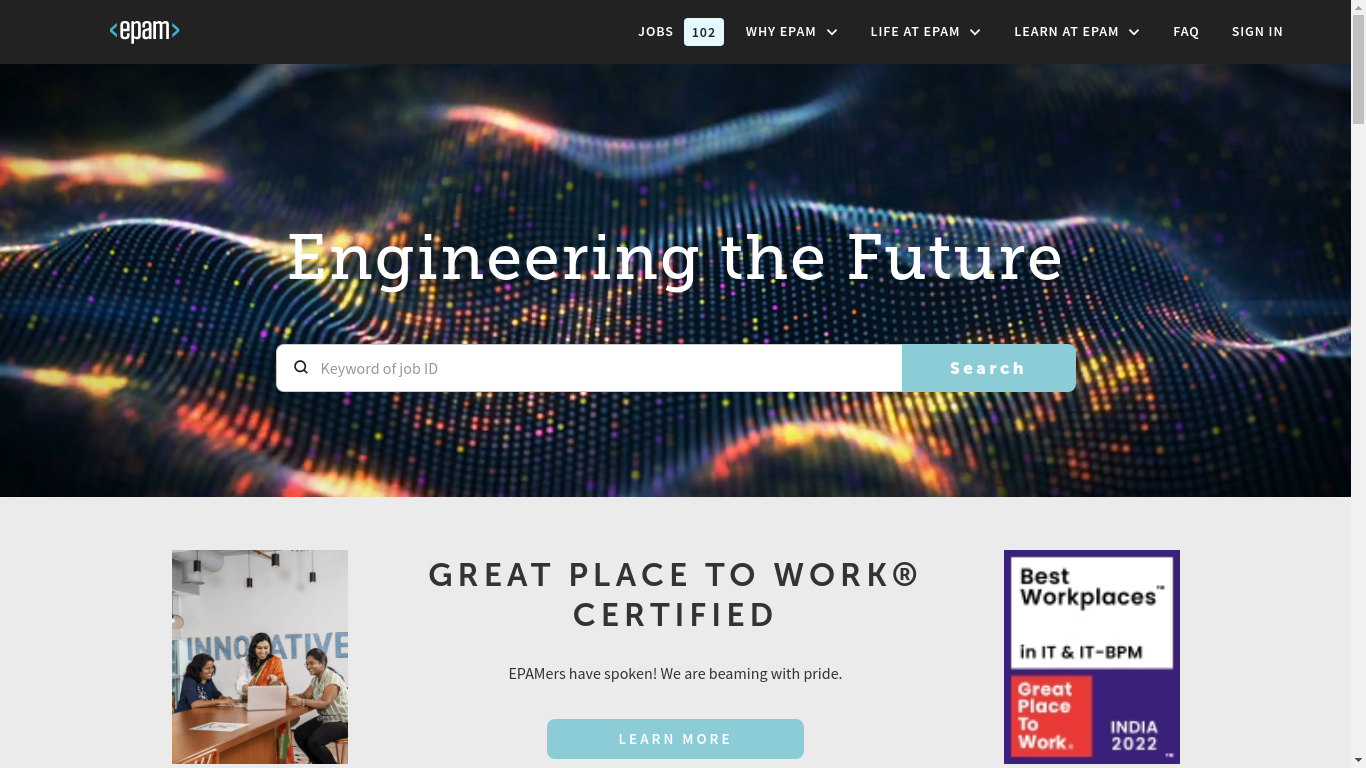 <epam>
JOBS 102 WHY EPAM LIFE AT EPAM LEARN AT EPAM FAQ SIGN IN
Engineering the Future
Keyword of job ID
Search
INNOVATIVE
GREAT PLACE TO WORK®
CERTIFIED
EPAMers have spoken! We are beaming with pride.
LEARN MORE
Best
Workplaces™
in IT & IT-BPM
Great
Place
To
Work.
INDIA
2022
™